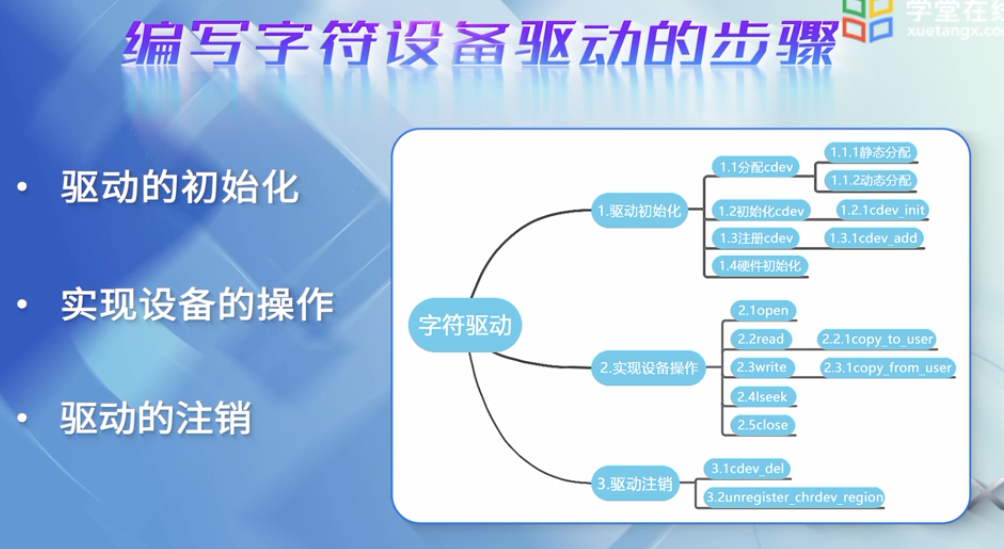 编写字符设备驱动的步骤
学堂在线
xuetangx.com
• 驱动的初始化
• 实现设备的操作
• 驱动的注销
字符驱动
1.驱动初始化
1.1分配cdev
1.1.1静态分配
1.1.2动态分配
1.2初始化cdev
1.2.1cdev_init
1.3注册cdev
1.3.1cdev_add
1.4硬件初始化
2.实现设备操作
2.1open
2.2read
2.2.1copy_to_user
2.3write
2.3.1copy_from_user
2.4lseek
2.5close
3.驱动注销
3.1cdev_del
3.2unregister_chrdev_region